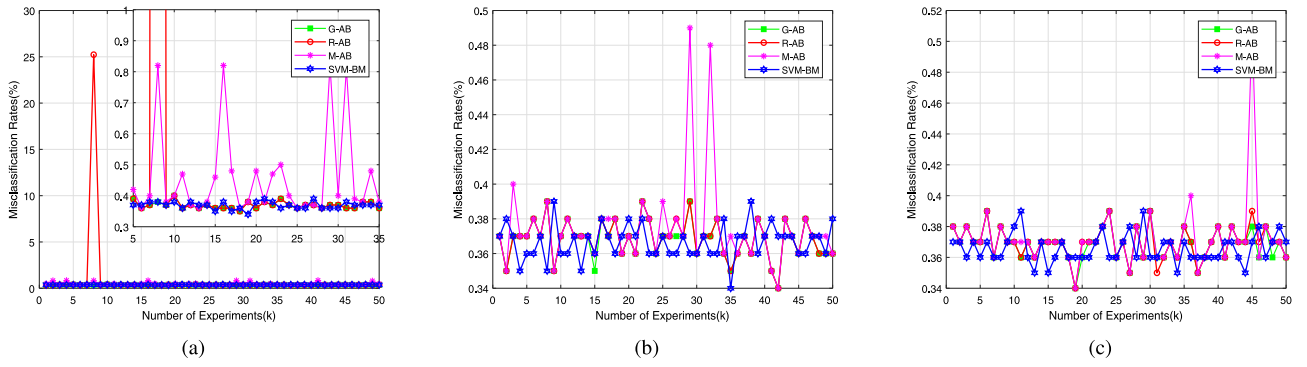 30
25
20
15
10
5
0
0 5 10 15 20 25 30 35 40 45 50
Misclassification Rates(%)
Number of Experiments(k)
1
0.9
0.8
0.7
0.6
0.5
0.4
0.3
5 10 15 20 25 30 35
G-AB
R-AB
M-AB
SVM-BM
(a)
0.5
0.48
0.46
0.44
0.42
0.4
0.38
0.36
0.34
0 5 10 15 20 25 30 35 40 45 50
Misclassification Rates(%)
Number of Experiments(k)
G-AB
R-AB
M-AB
SVM-BM
(b)
0.52
0.5
0.48
0.46
0.44
0.42
0.4
0.38
0.36
0.34
0 5 10 15 20 25 30 35 40 45 50
Misclassification Rates(%)
Number of Experiments(k)
G-AB
R-AB
M-AB
SVM-BM
(c)